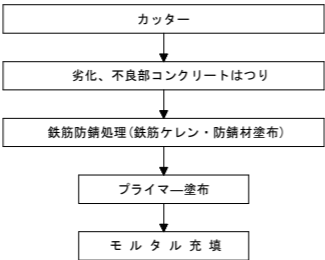 カッター
劣化、不良部コンクリートはつり
鉄筋防錆処理(鉄筋ケレン・防錆材塗布)
プライマ―塗布
モ ル タ ル 充 填